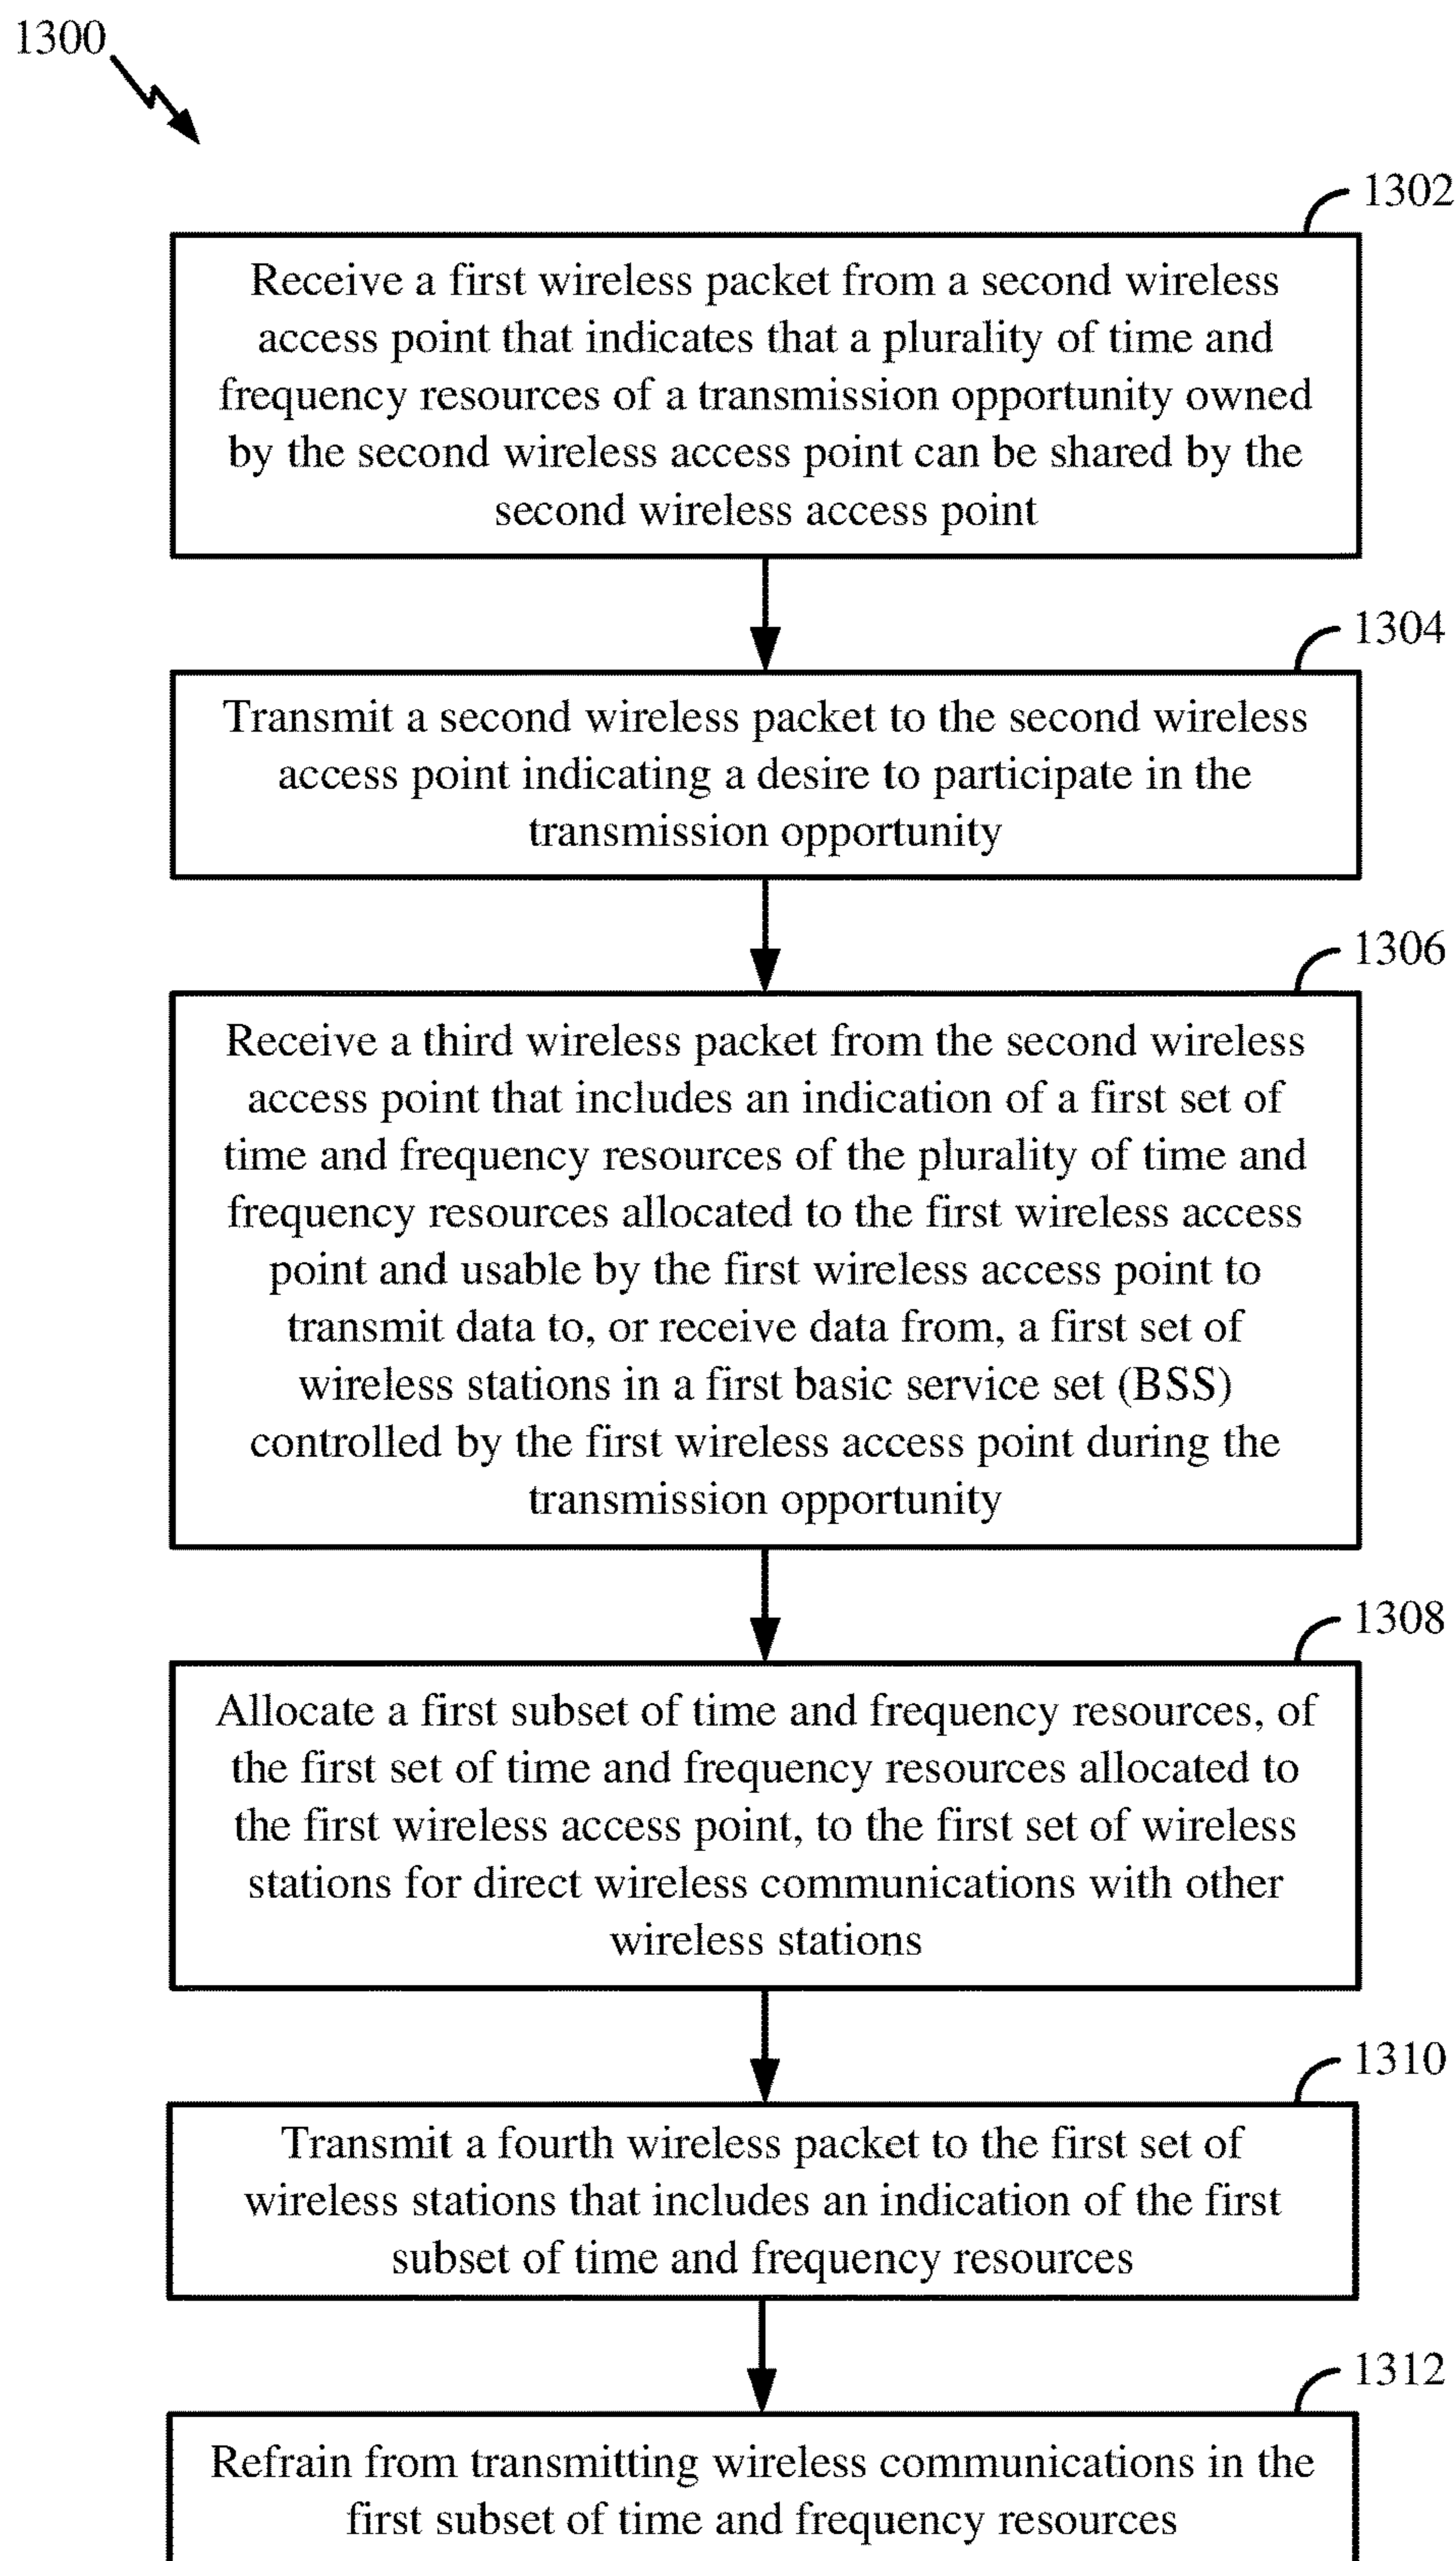 1300
1302
Receive a first wireless packet from a second wireless
access point that indicates that a plurality of time and
frequency resources of a transmission opportunity owned
by the second wireless access point can be shared by the
second wireless access point
1304
Transmit a second wireless packet to the second wireless
access point indicating a desire to participate in the
transmission opportunity
1306
Receive a third wireless packet from the second wireless
access point that includes an indication of a first set of
time and frequency resources of the plurality of time and
frequency resources allocated to the first wireless access
point and usable by the first wireless access point to
transmit data to, or receive data from, a first set of
wireless stations in a first basic service set (BSS)
controlled by the first wireless access point during the
transmission opportunity
1308
Allocate a first subset of time and frequency resources, of
the first set of time and frequency resources allocated to
the first wireless access point, to the first set of wireless
stations for direct wireless communications with other
wireless stations
1310
Transmit a fourth wireless packet to the first set of
wireless stations that includes an indication of the first
subset of time and frequency resources
1312
Refrain from transmitting wireless communications in the
first subset of time and frequency resources